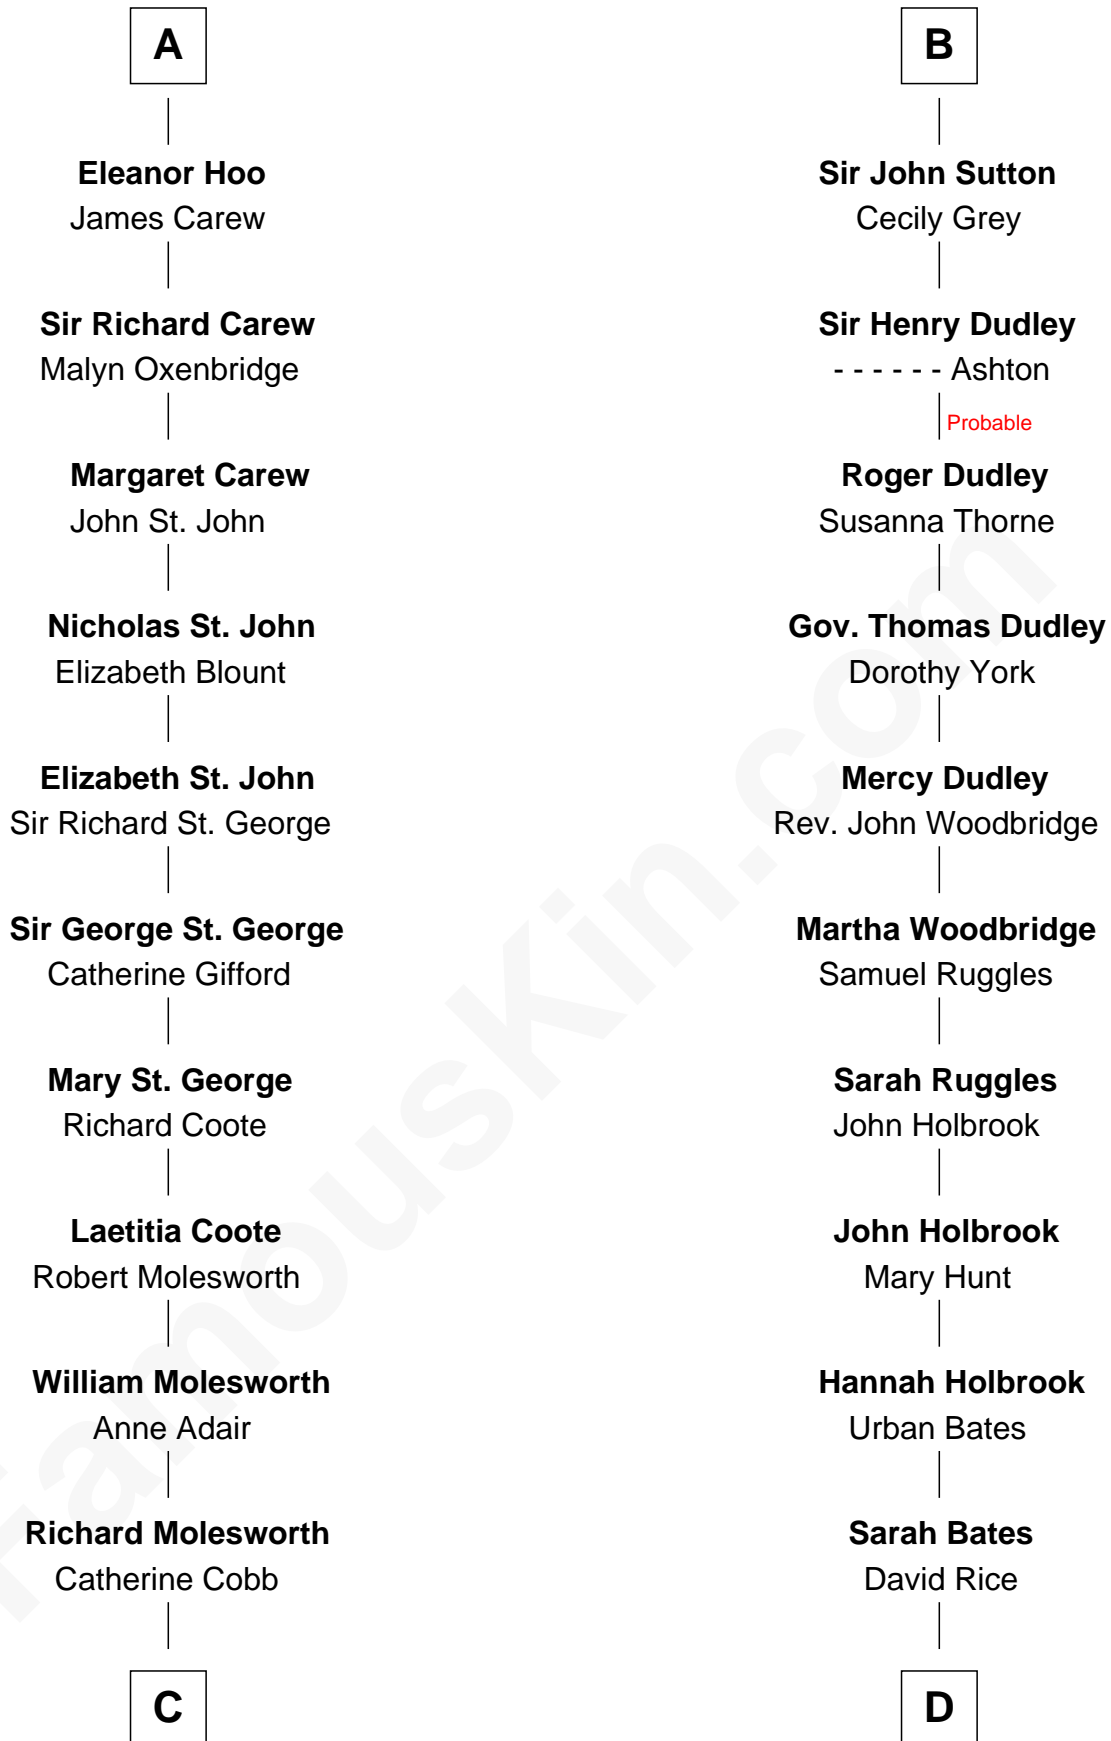 A
Eleanor Hoo
James Carew
Sir Richard Carew
Malyn Oxenbridge
Margaret Carew
John St. John
Nicholas St. John
Elizabeth Blount
Elizabeth St. John
Sir Richard St. George
Sir George St. George
Catherine Gifford
Mary St. George
Richard Coote
Laetitia Coote
Robert Molesworth
William Molesworth
Anne Adair
Richard Molesworth
Catherine Cobb
C
B
Sir John Sutton
Cecily Grey
Sir Henry Dudley
- - - - - - Ashton
Probable
Roger Dudley
Susanna Thorne
Gov. Thomas Dudley
Dorothy York
Mercy Dudley
Rev. John Woodbridge
Martha Woodbridge
Samuel Ruggles
Sarah Ruggles
John Holbrook
John Holbrook
Mary Hunt
Hannah Holbrook
Urban Bates
Sarah Bates
David Rice
D
FamousKin.com